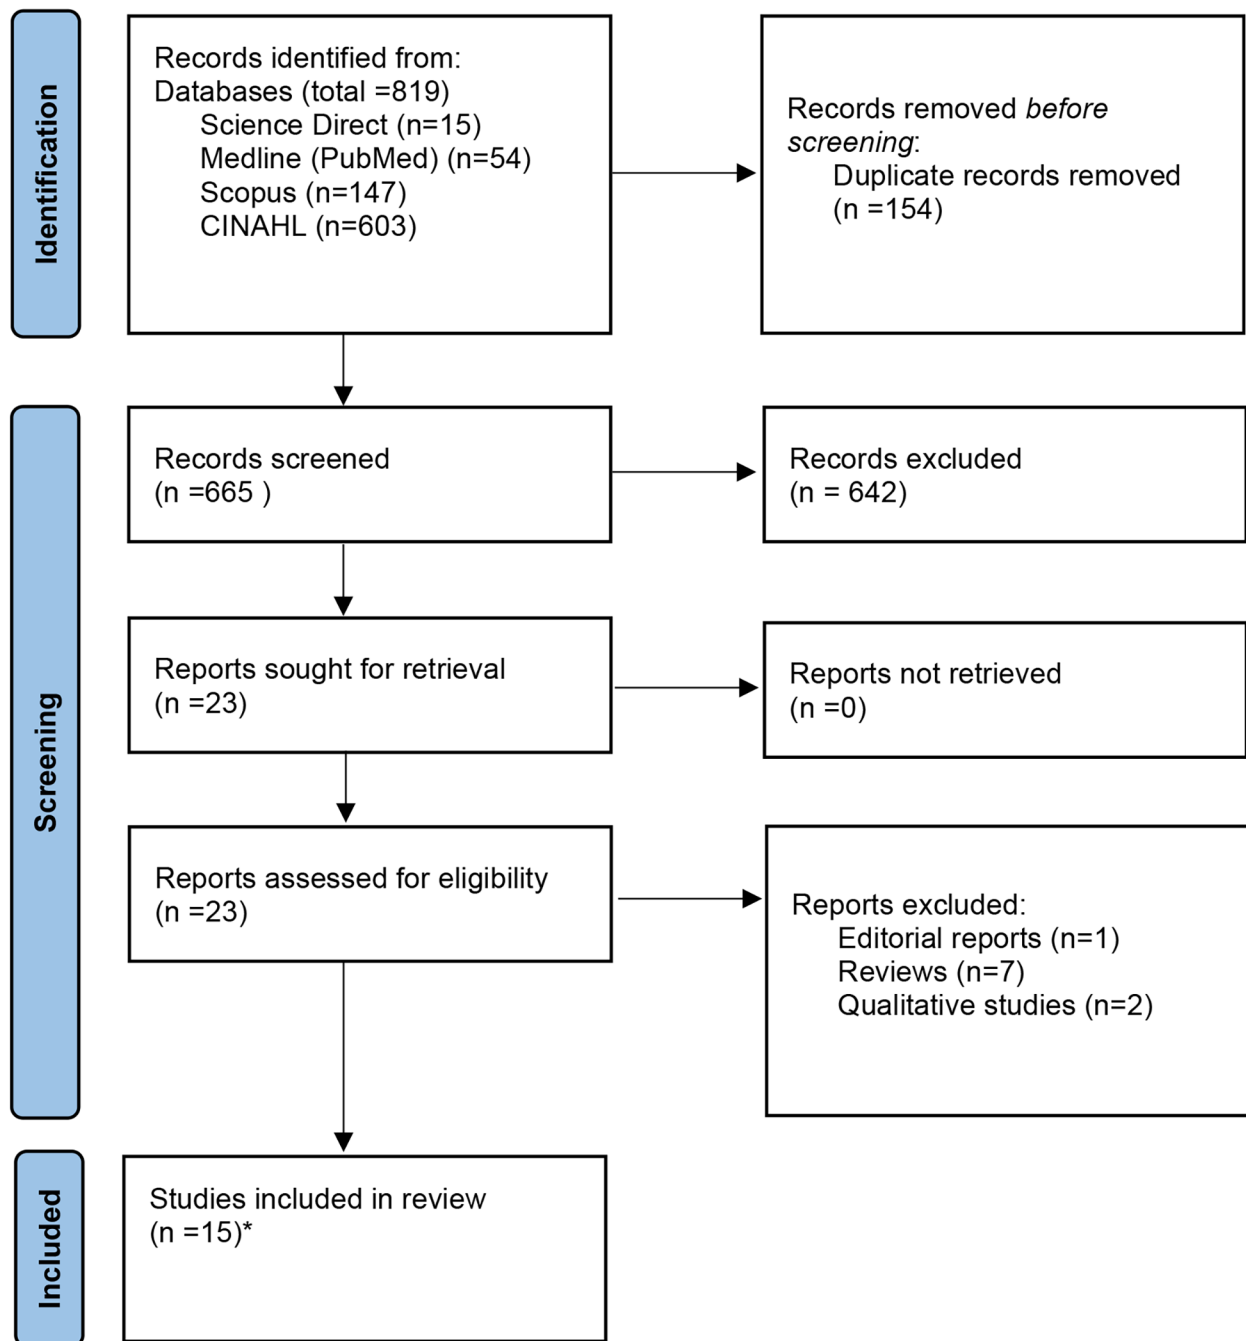 Identification
Records identified from:
Databases (total =819)
Science Direct (n=15)
Medline (PubMed) (n=54)
Scopus (n=147)
CINAHL (n=603)
Records removed before
screening:
Duplicate records removed
(n =154)
Screening
Records screened
(n =665 )
Records excluded
(n = 642)
Reports sought for retrieval
(n =23)
Reports not retrieved
(n =0)
Reports assessed for eligibility
(n =23)
Reports excluded:
Editorial reports (n=1)
Reviews (n=7)
Qualitative studies (n=2)
Included
Studies included in review
(n =15)*